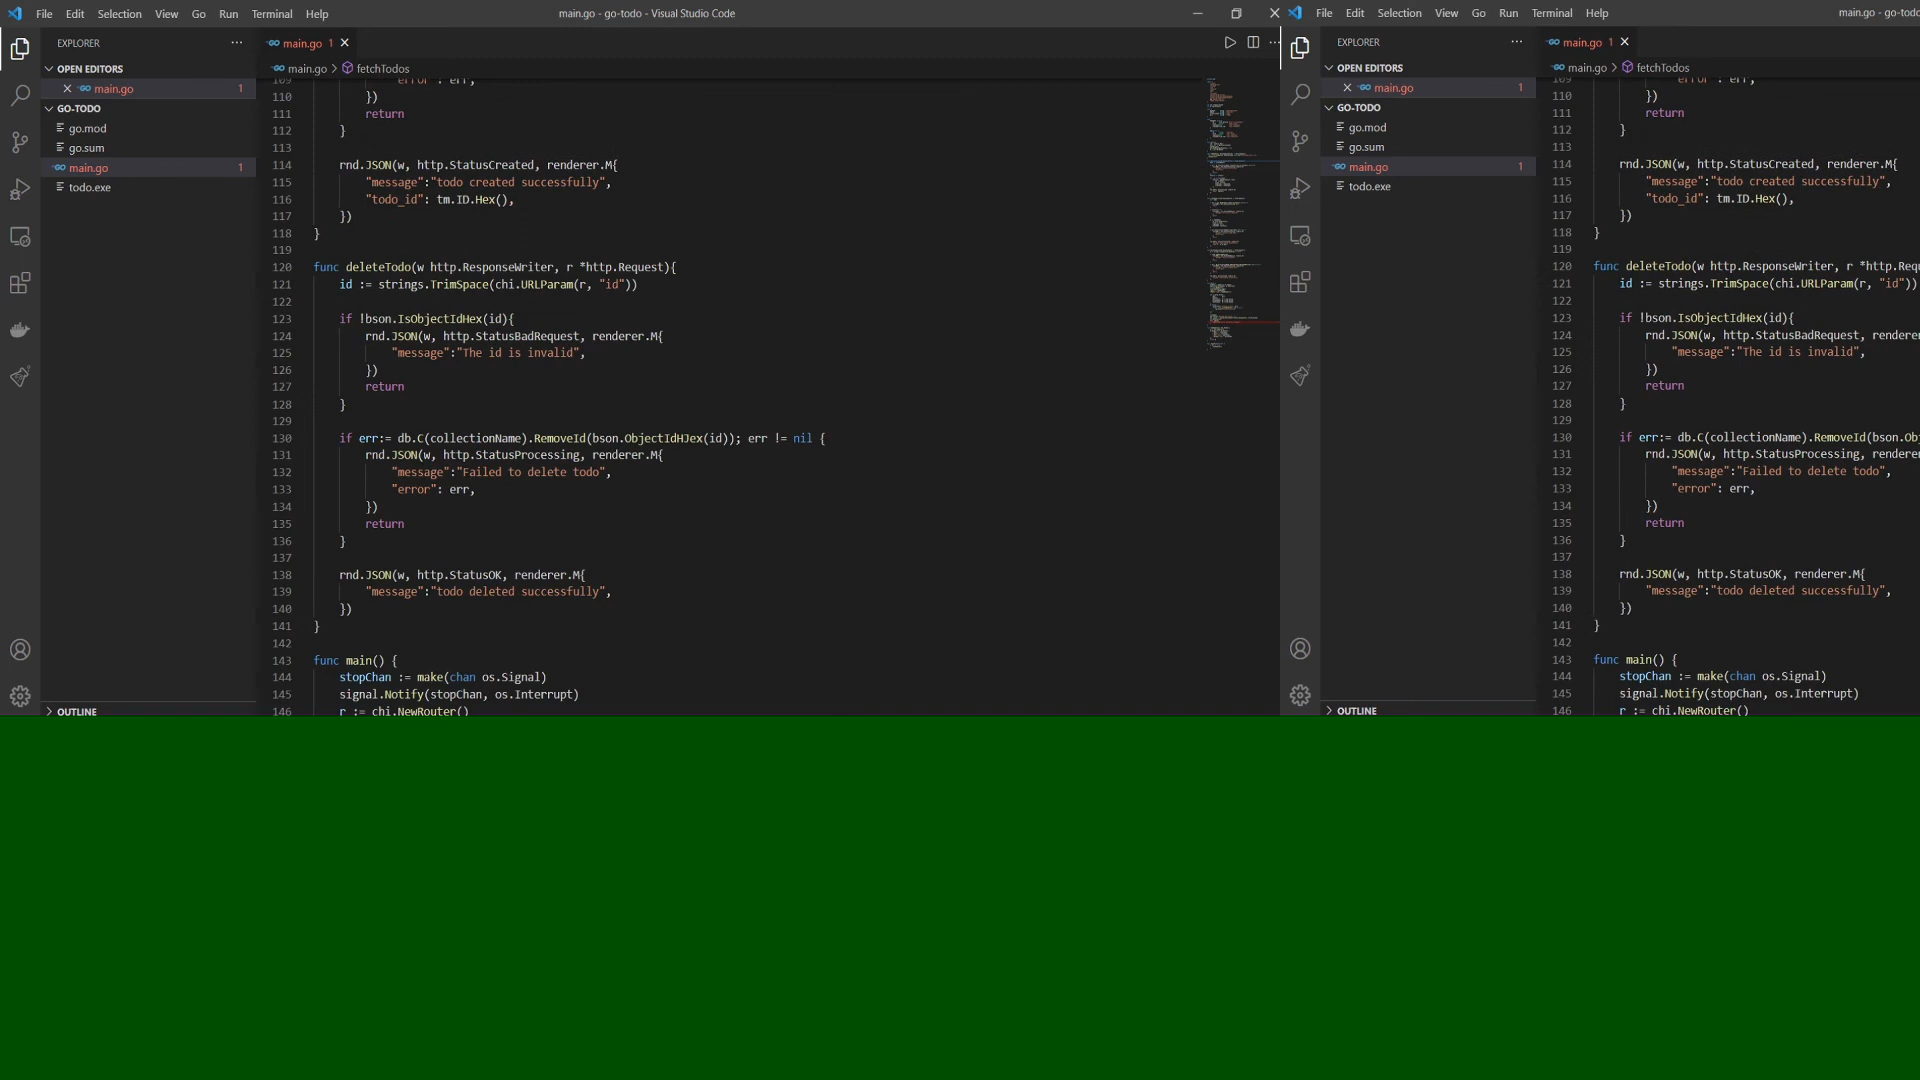 File Edit Selection View Go Run Terminal Help
main.go - go-todo - Visual Studio Code
EXPLORER
OPEN EDITORS
main.go 1
GO-TODO
go.mod
go.sum
main.go 1
todo.exe
OUTLINE
main.go 1
main.go > fetchTodos
109 "error": err,
110 })
111 return
112 }
113
114 rnd.JSON(w, http.StatusCreated, renderer.M{
115 "message":"todo created successfully",
116 "todo_id": tm.ID.Hex(),
117 })
118 }
119
120 func deleteTodo(w http.ResponseWriter, r *http.Request){
121 id := strings.TrimSpace(chi.URLParam(r, "id"))
122
123 if !bson.IsObjectIdHex(id){
124 rnd.JSON(w, http.StatusBadRequest, renderer.M{
125 "message":"The id is invalid",
126 })
127 return
128 }
129
130 if err:= db.C(collectionName).RemoveId(bson.ObjectIdHJex(id)); err != nil {
131 rnd.JSON(w, http.StatusProcessing, renderer.M{
132 "message":"Failed to delete todo",
133 "error": err,
134 })
135 return
136 }
137
138 rnd.JSON(w, http.StatusOK, renderer.M{
139 "message":"todo deleted successfully",
140 })
141 }
142
143 func main() {
144 stopChan := make(chan os.Signal)
145 signal.Notify(stopChan, os.Interrupt)
146 r := chi.NewRouter()
File Edit Selection View Go Run Terminal Help
main.go - go-todo
EXPLORER
OPEN EDITORS
main.go 1
GO-TODO
go.mod
go.sum
main.go 1
todo.exe
OUTLINE
main.go 1
main.go > fetchTodos
109 "error": err,
110 })
111 return
112 }
113
114 rnd.JSON(w, http.StatusCreated, renderer.M{
115 "message":"todo created successfully",
116 "todo_id": tm.ID.Hex(),
117 })
118 }
119
120 func deleteTodo(w http.ResponseWriter, r *http.Requ
121 id := strings.TrimSpace(chi.URLParam(r, "id"))
122
123 if !bson.IsObjectIdHex(id){
124 rnd.JSON(w, http.StatusBadRequest, rendere
125 "message":"The id is invalid",
126 })
127 return
128 }
129
130 if err:= db.C(collectionName).RemoveId(bson.Obj
131 rnd.JSON(w, http.StatusProcessing, rendere
132 "message":"Failed to delete todo",
133 "error": err,
134 })
135 return
136 }
137
138 rnd.JSON(w, http.StatusOK, renderer.M{
139 "message":"todo deleted successfully",
140 })
141 }
142
143 func main() {
144 stopChan := make(chan os.Signal)
145 signal.Notify(stopChan, os.Interrupt)
146 r := chi.NewRouter()